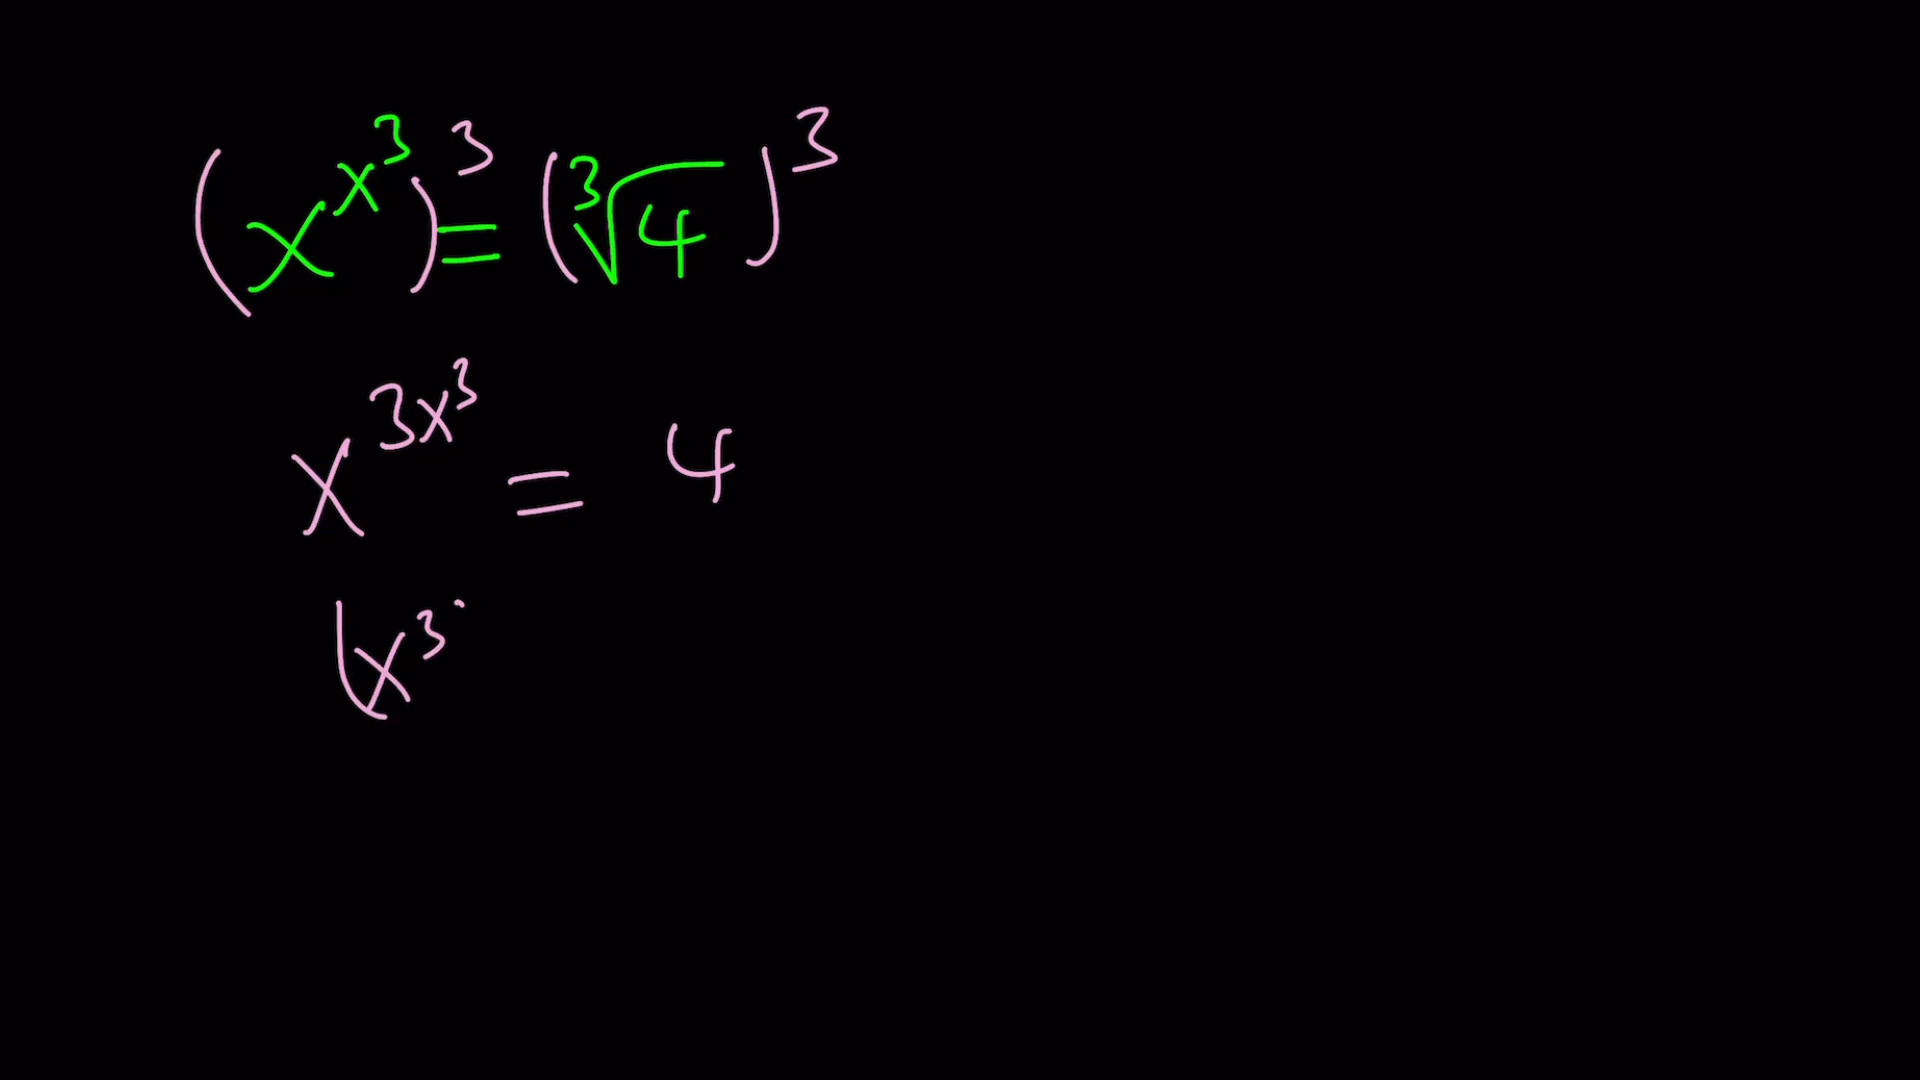 (x^{x^3})^3 = (∛4)^3
x^{3x^3} = 4
(x^3